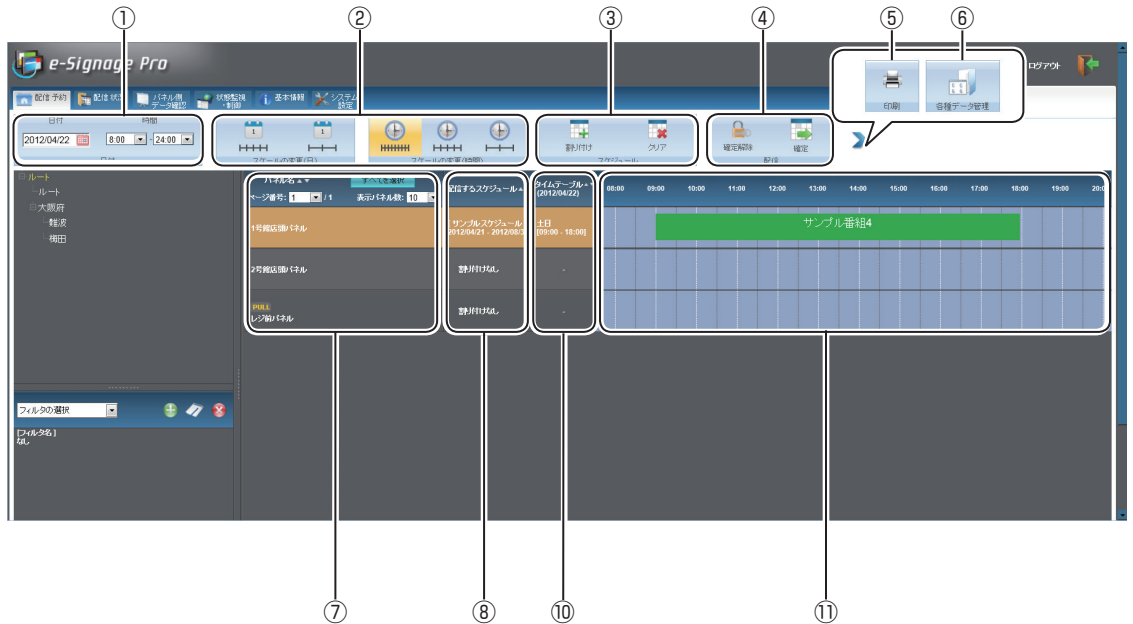 ① ② ③ ④ ⑤ ⑥
e-Signage Pro
ログアウト
配信予約 配信状況 パネル側データ確認 状態監視・制御 基本情報 システム設定
印刷 各種データ管理
日付 時間
2012/04/22 8:00 - 24:00
日付
スケールの変更(日) スケールの変更(時間)
割り付け クリア
スケジュール
確定解除 確定
配信
ルート
ルート
大阪府
難波
梅田
パネル名▲▼ すべてを選択
ページ番号: 1 / 1 表示パネル数: 10
配信するスケジュール▲
タイムテーブル▲▼
(2012/04/22)
08:00 09:00 10:00 11:00 12:00 13:00 14:00 15:00 16:00 17:00 18:00 19:00 20:0
1号館店頭パネル
[サンプルスケジュール
2012/04/21 - 2012/08/3
土日
[09:00 - 18:00]
サンプル番組4
2号館店頭パネル 割り付けなし -
PULL
レジ前パネル 割り付けなし -
フィルタの選択
[フィルタ名]
なし
⑦ ⑧ ⑩ ⑪